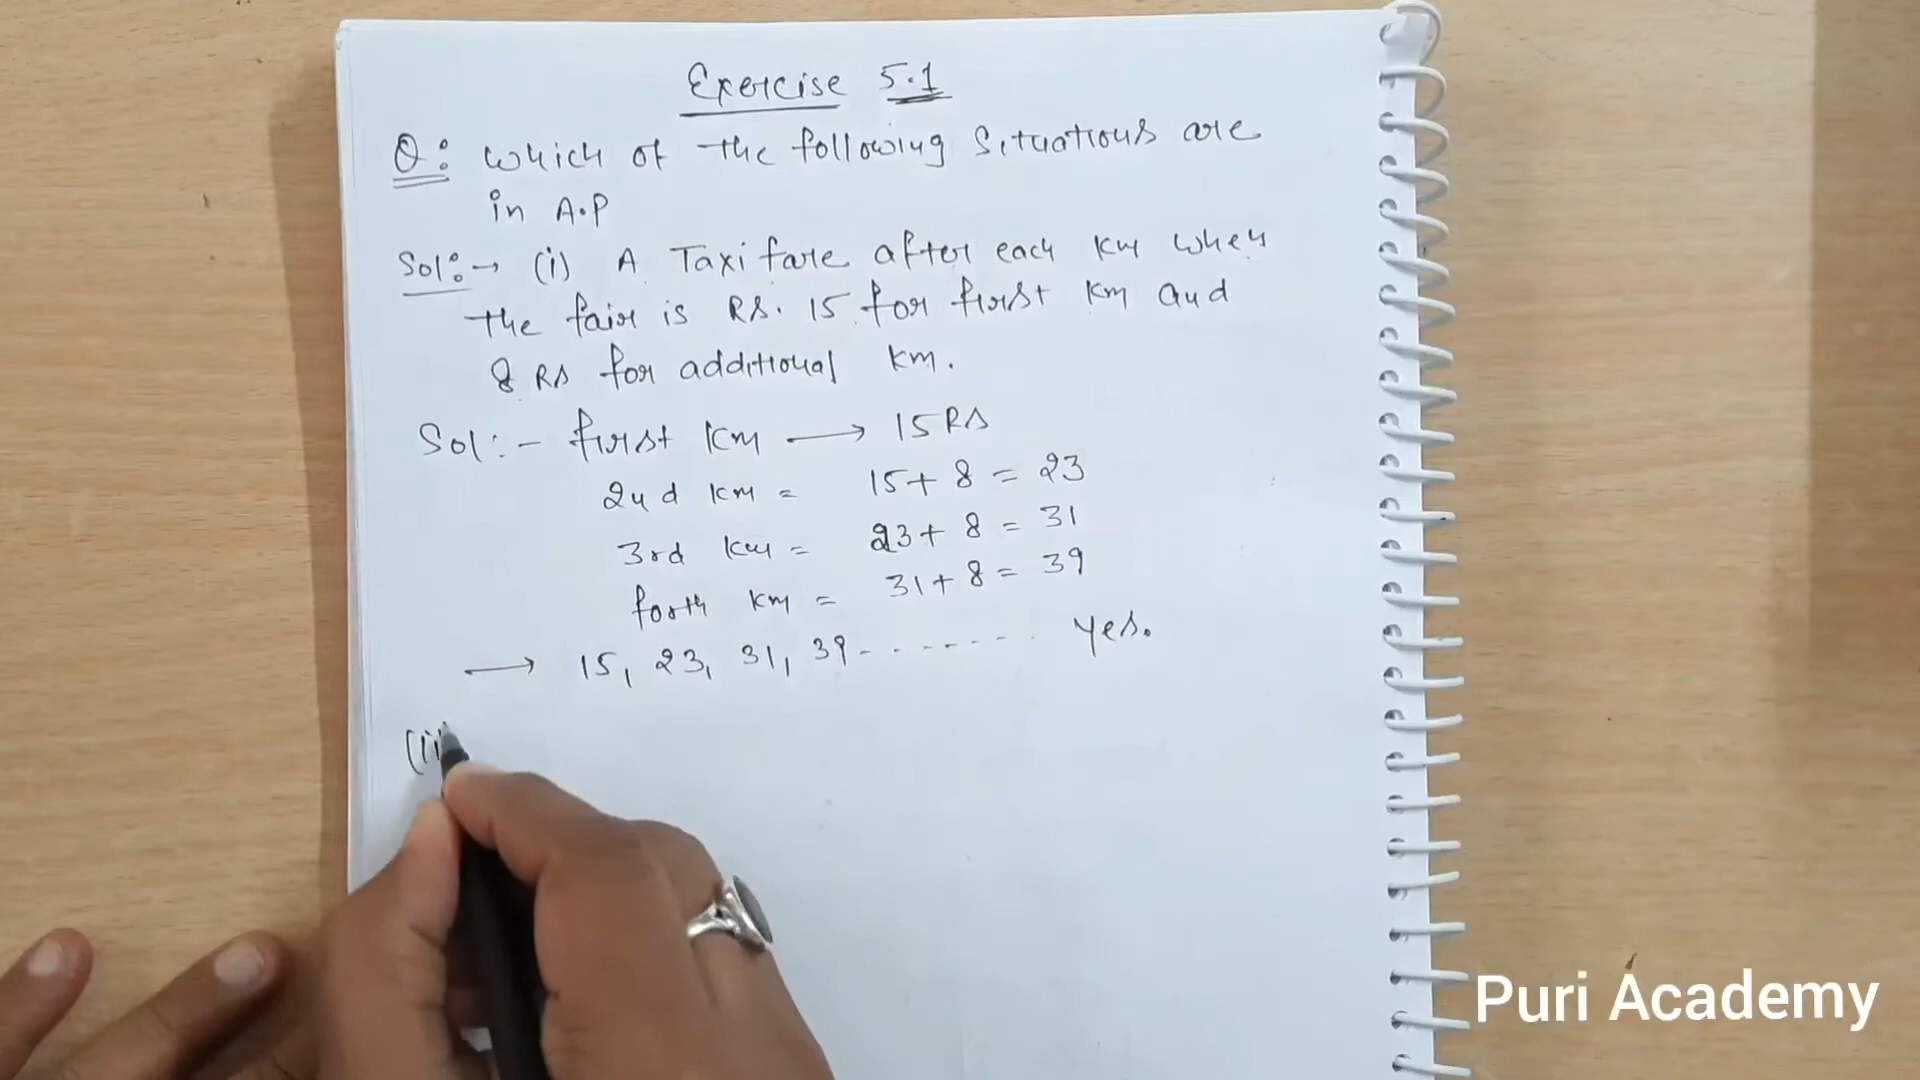 Exercise 5.1
Q: Which of the following Situations are
in A.P
Sol:→ (i) A Taxi fare after each km when
the fair is RS. 15 for first km and
8 RS for additional km.
Sol:- first km → 15 RS
2nd km = 15 + 8 = 23
3rd km = 23 + 8 = 31
forth km = 31 + 8 = 39
→ 15, 23, 31, 39 - - - - - - - yes.
(ii
Puri Academy